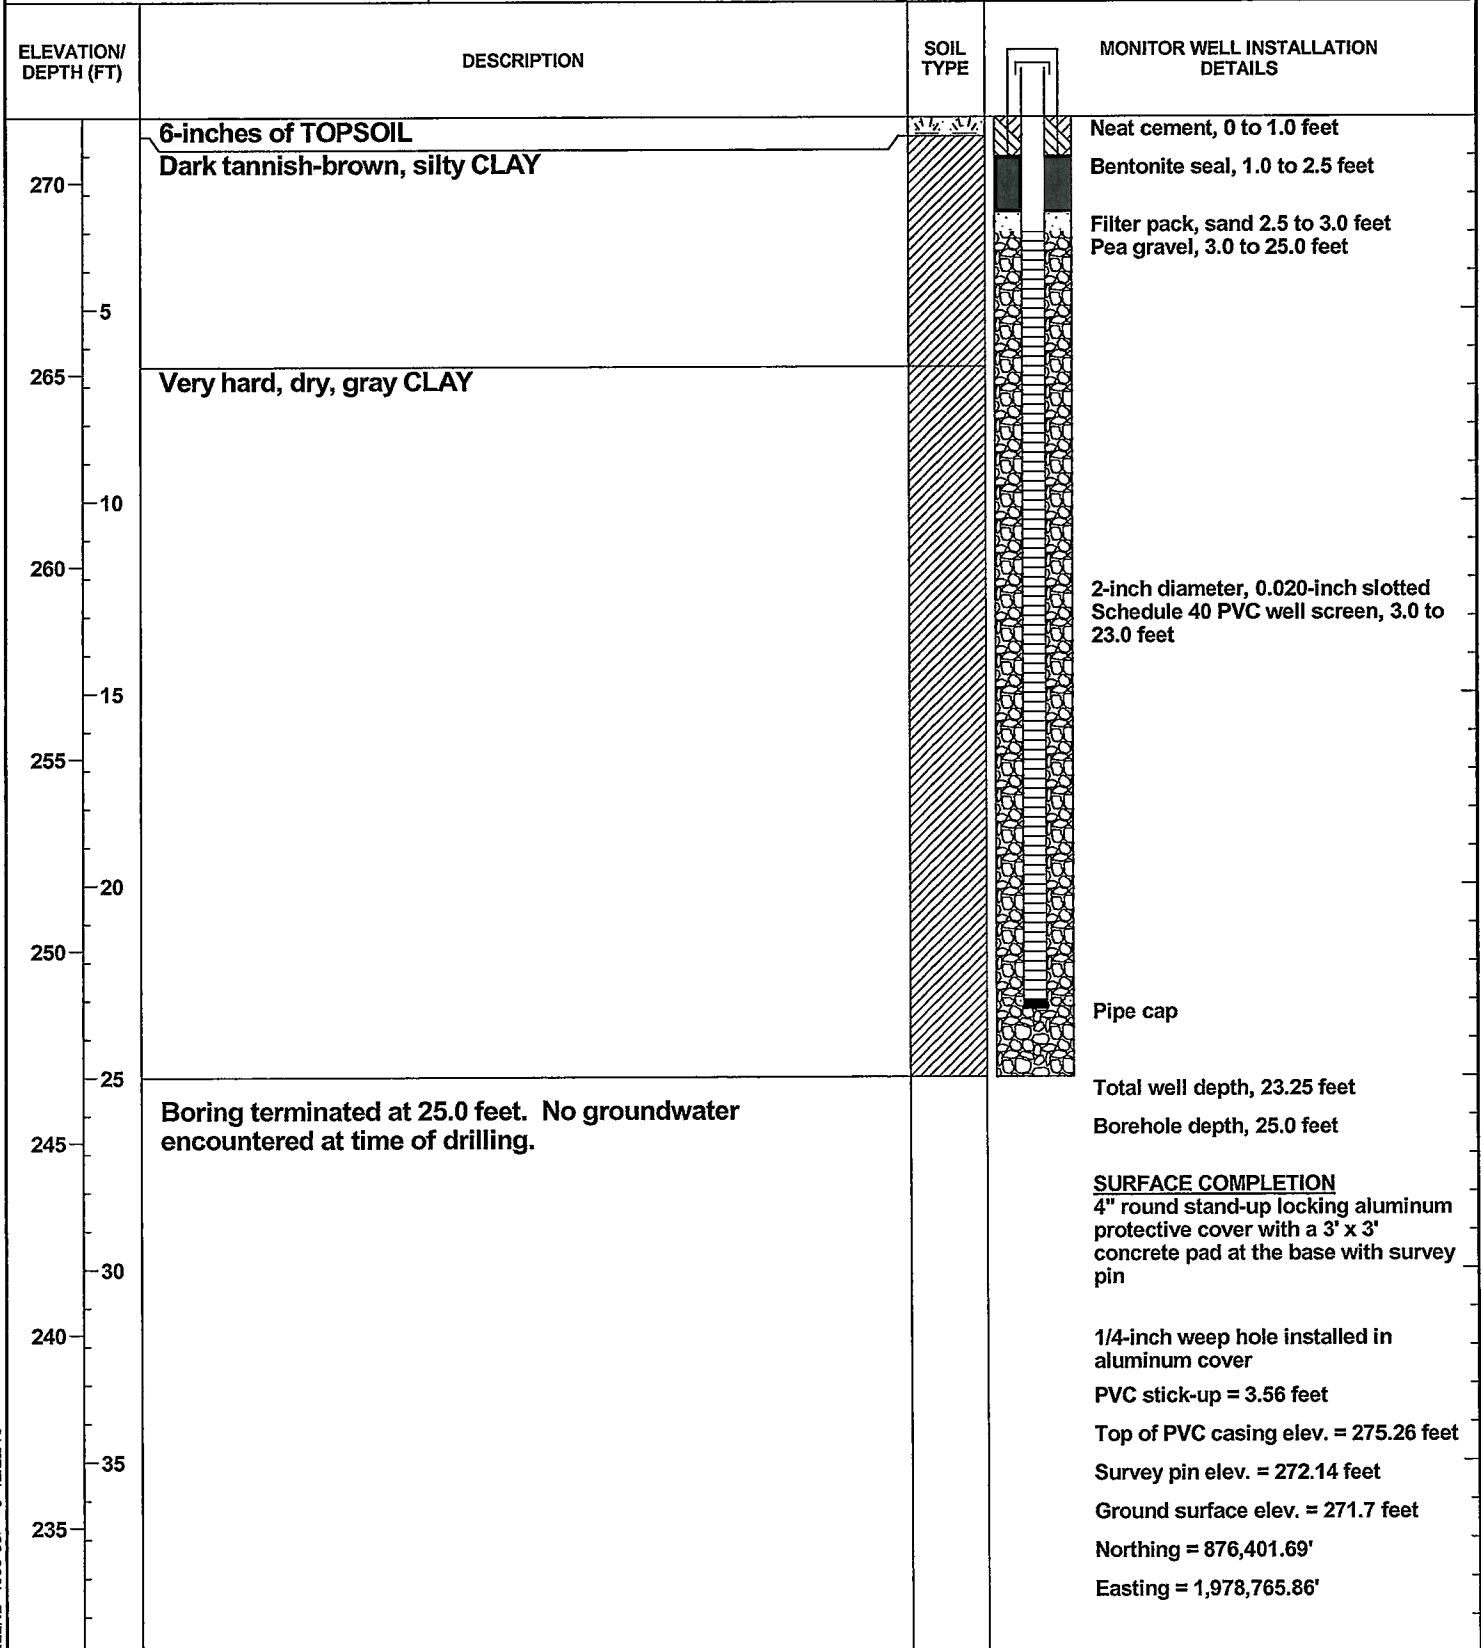 ELEVATION/
DEPTH (FT)
DESCRIPTION
SOIL
TYPE
MONITOR WELL INSTALLATION
DETAILS
6-inches of TOPSOIL
Neat cement, 0 to 1.0 feet
Dark tannish-brown, silty CLAY
Bentonite seal, 1.0 to 2.5 feet
270
Filter pack, sand 2.5 to 3.0 feet
Pea gravel, 3.0 to 25.0 feet
5
265
Very hard, dry, gray CLAY
10
260
2-inch diameter, 0.020-inch slotted
Schedule 40 PVC well screen, 3.0 to
23.0 feet
15
255
20
250
Pipe cap
25
Total well depth, 23.25 feet
Boring terminated at 25.0 feet. No groundwater
encountered at time of drilling.
Borehole depth, 25.0 feet
245
SURFACE COMPLETION
4" round stand-up locking aluminum
protective cover with a 3' x 3'
concrete pad at the base with survey
pin
30
240
1/4-inch weep hole installed in
aluminum cover
PVC stick-up = 3.56 feet
Top of PVC casing elev. = 275.26 feet
35
Survey pin elev. = 272.14 feet
Ground surface elev. = 271.7 feet
235
Northing = 876,401.69'
Easting = 1,978,765.86'